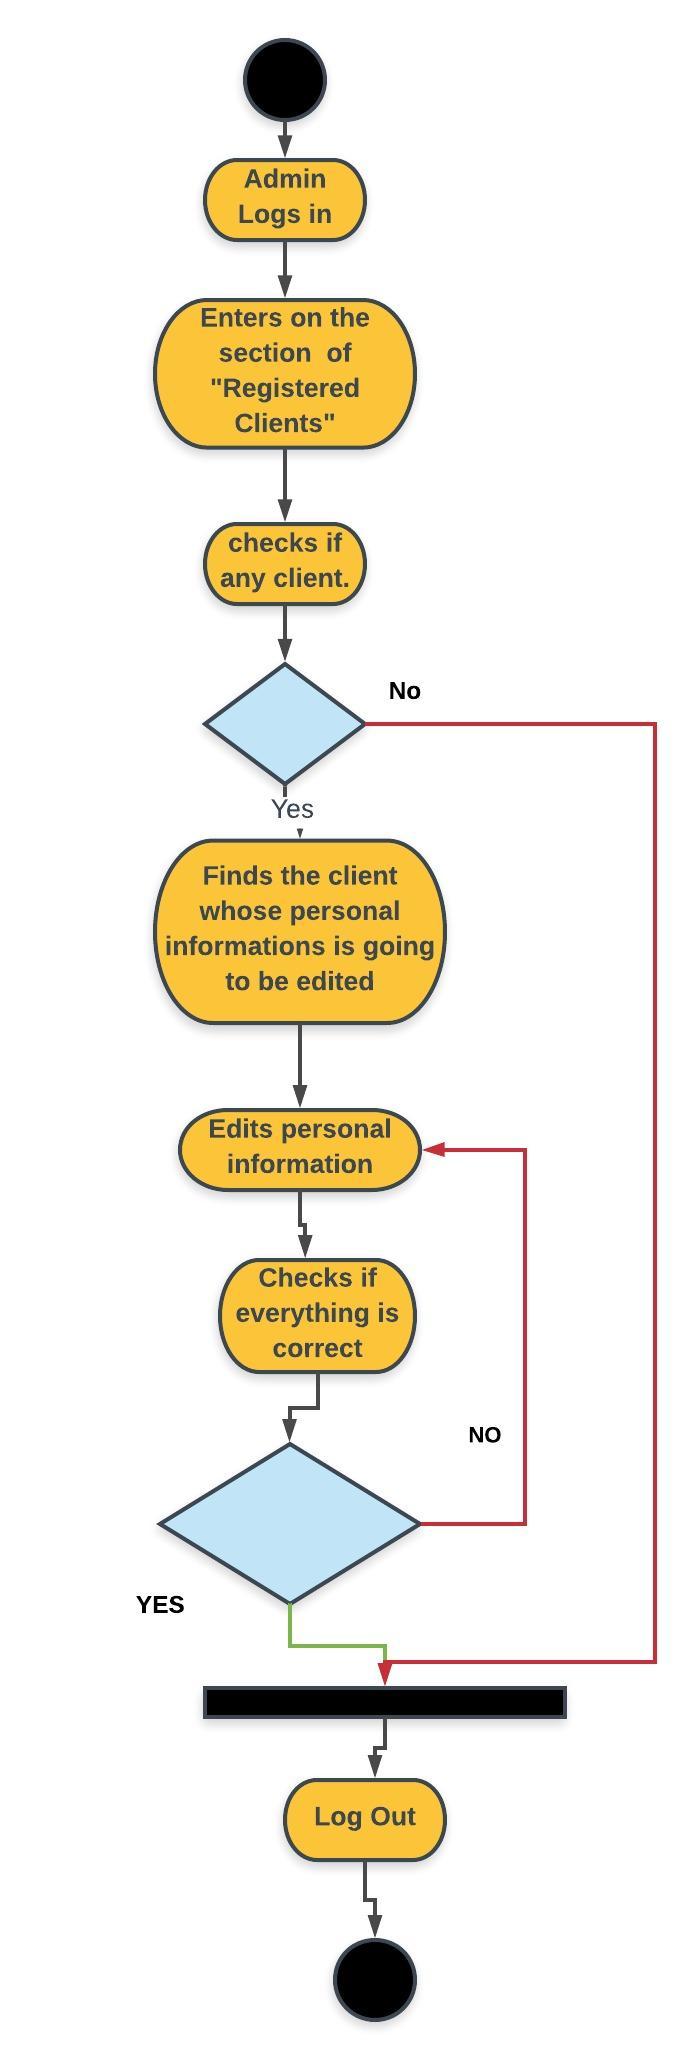 Admin
Logs in
Enters on the
section  of
"Registered
Clients"
checks if
any client.
No
Yes
Finds the client
whose personal
informations is going
to be edited
Edits personal
information
Checks if
everything is
correct
NO
YES
Log Out